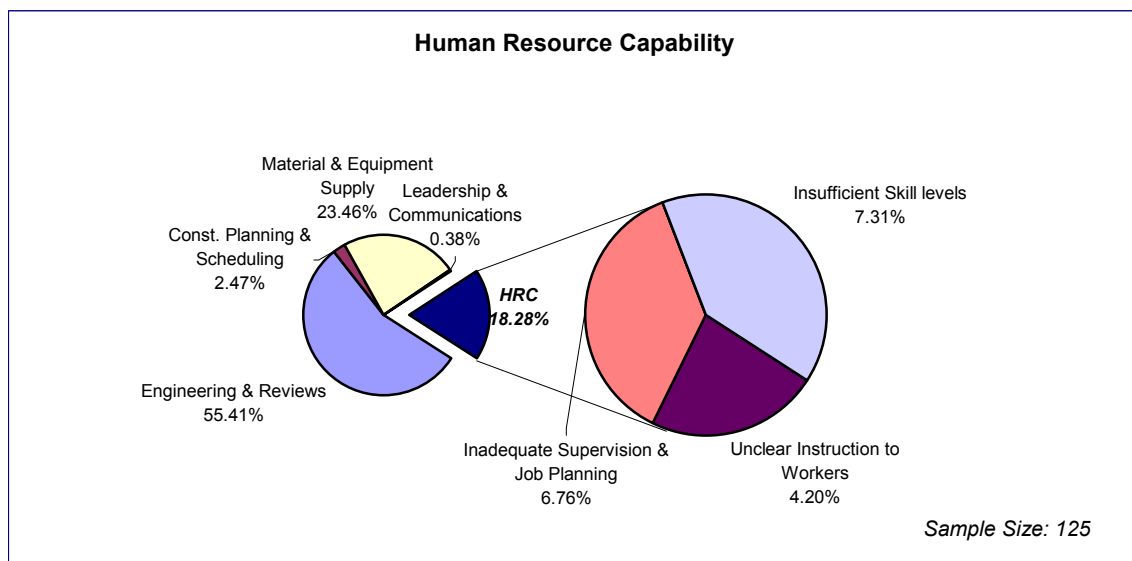 Human Resource Capability
Material & Equipment
Supply
23.46%
Leadership &
Communications
0.38%
Const. Planning &
Scheduling
2.47%
HRC
18.28%
Engineering & Reviews
55.41%
Insufficient Skill levels
7.31%
Inadequate Supervision &
Job Planning
6.76%
Unclear Instruction to
Workers
4.20%
Sample Size: 125